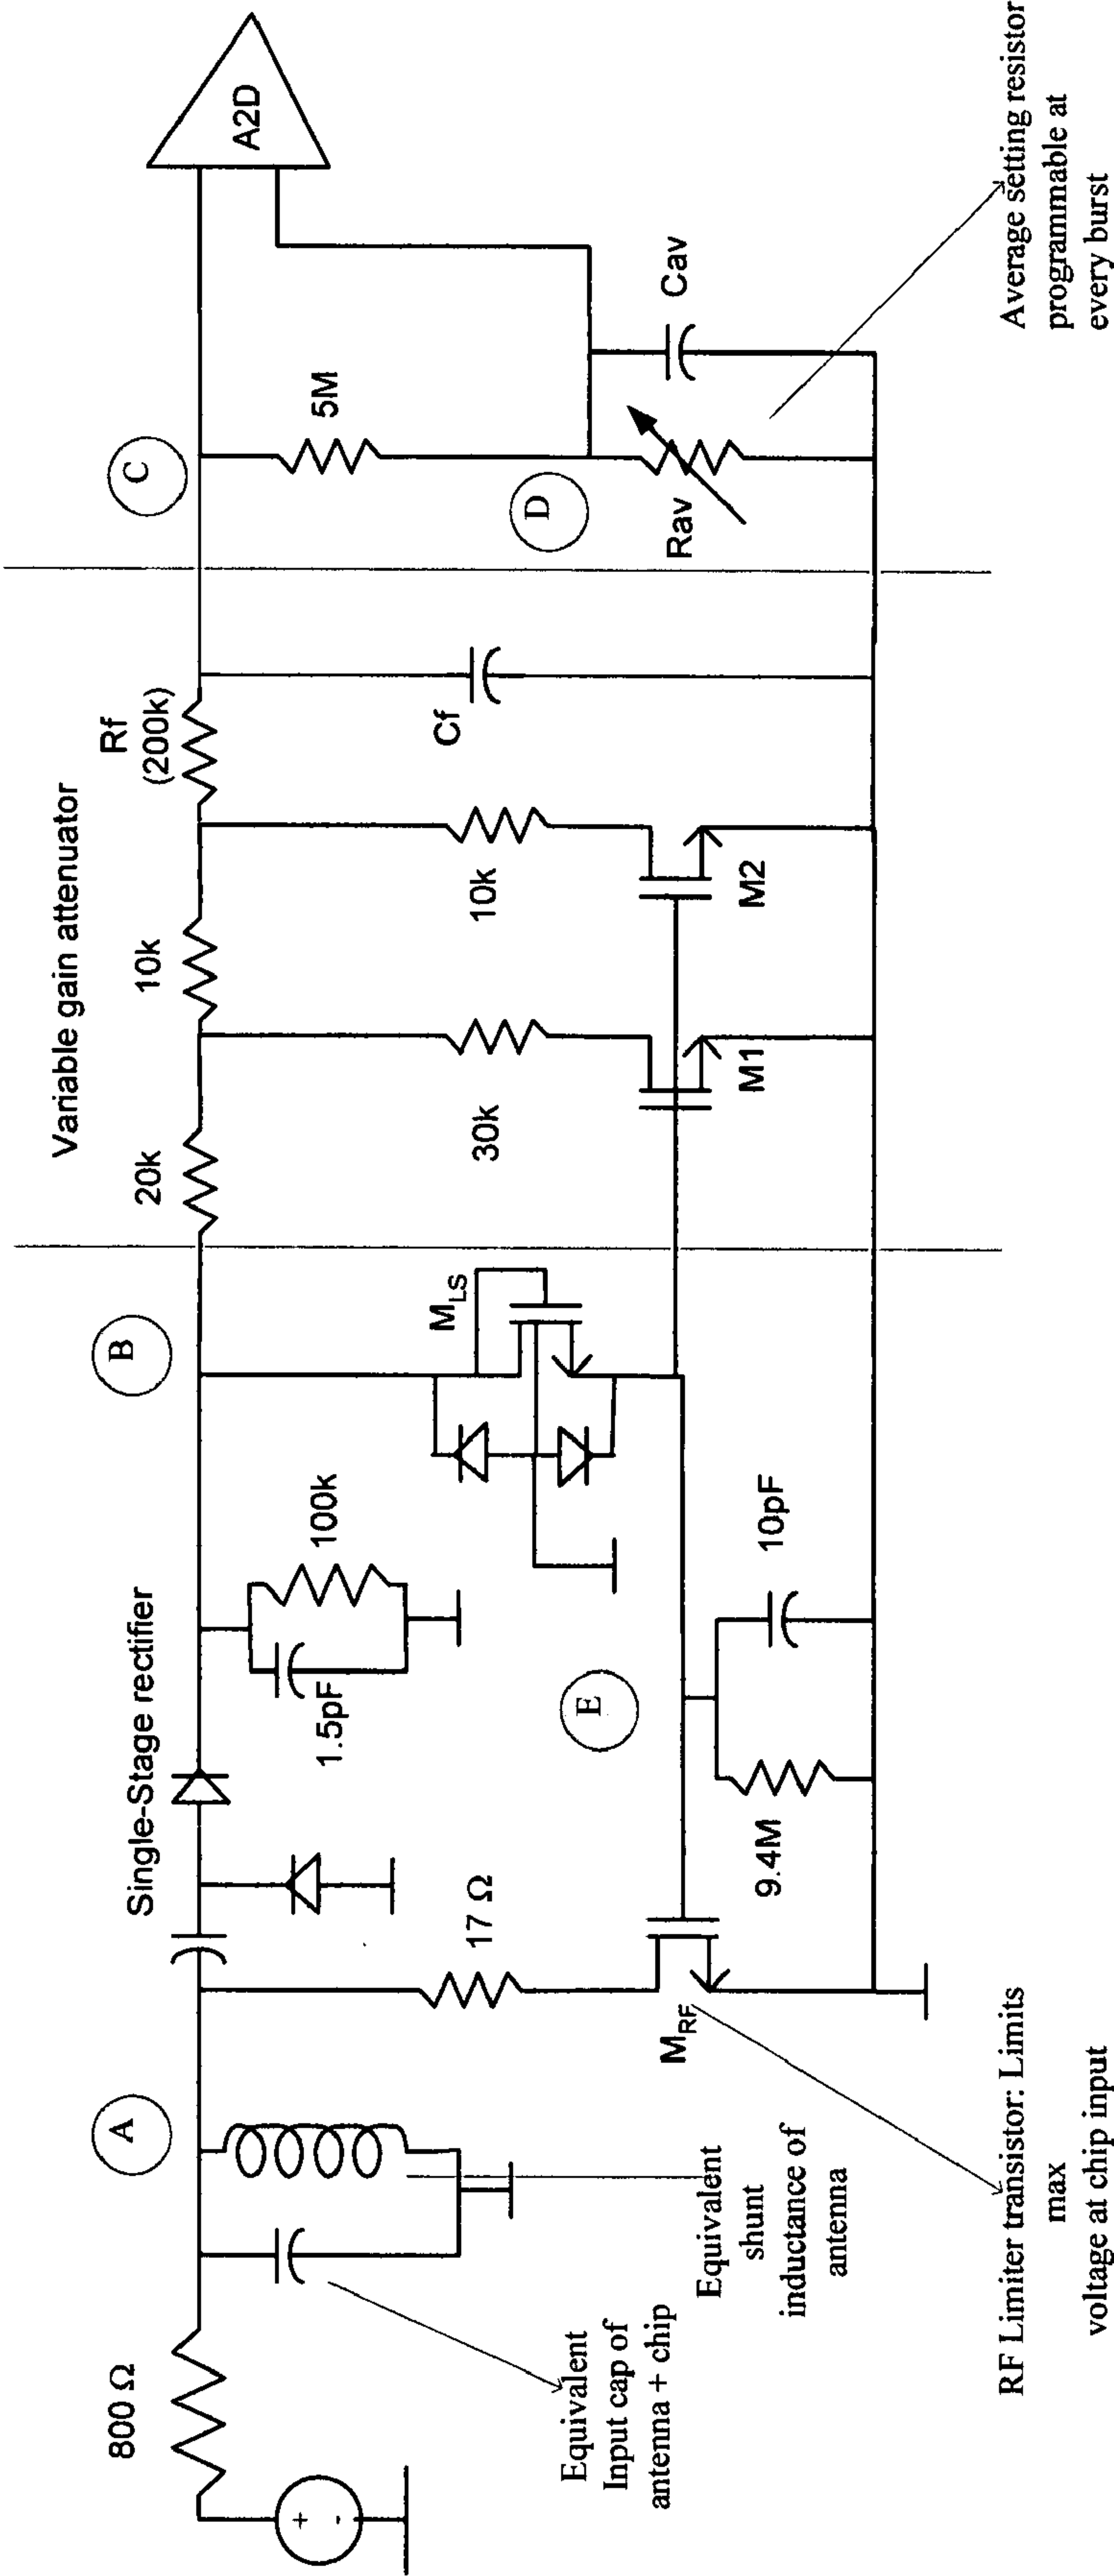 Variable gain attenuator
Single-Stage rectifier
800 Ω
A
17 Ω
1.5pF
100k
B
20k
10k
Rf
(200k)
C
5M
A2D
MLS
30k
10k
Cf
D
Rav
Cav
E
MRF
9.4M
10pF
M1
M2
Equivalent
Input cap of
antenna + chip
Equivalent
shunt
inductance of
antenna
RF Limiter transistor: Limits
max
voltage at chip input
Average setting resistor
programmable at
every burst
+
-